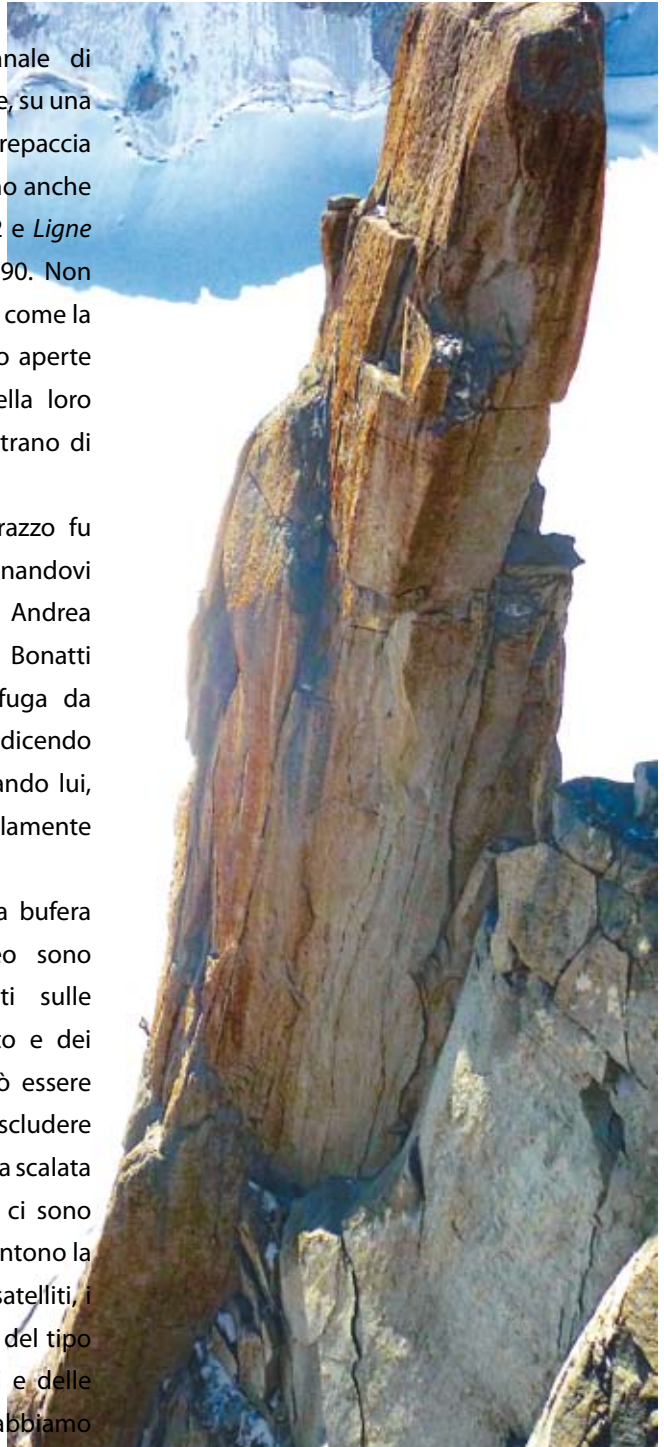 nale di
e, su una
repaccia
no anche
2 e Ligne
90. Non
come la
o aperte
ella loro
trano di
razzo fu
nandovi
Andrea
Bonatti
fuga da
dicendo
ando lui,
lamente
a bufera
eo sono
ti sulle
to e dei
ò essere
scludere
a scalata
ci sono
ntono la
satelliti, i
del tipo
e delle
abbiamo